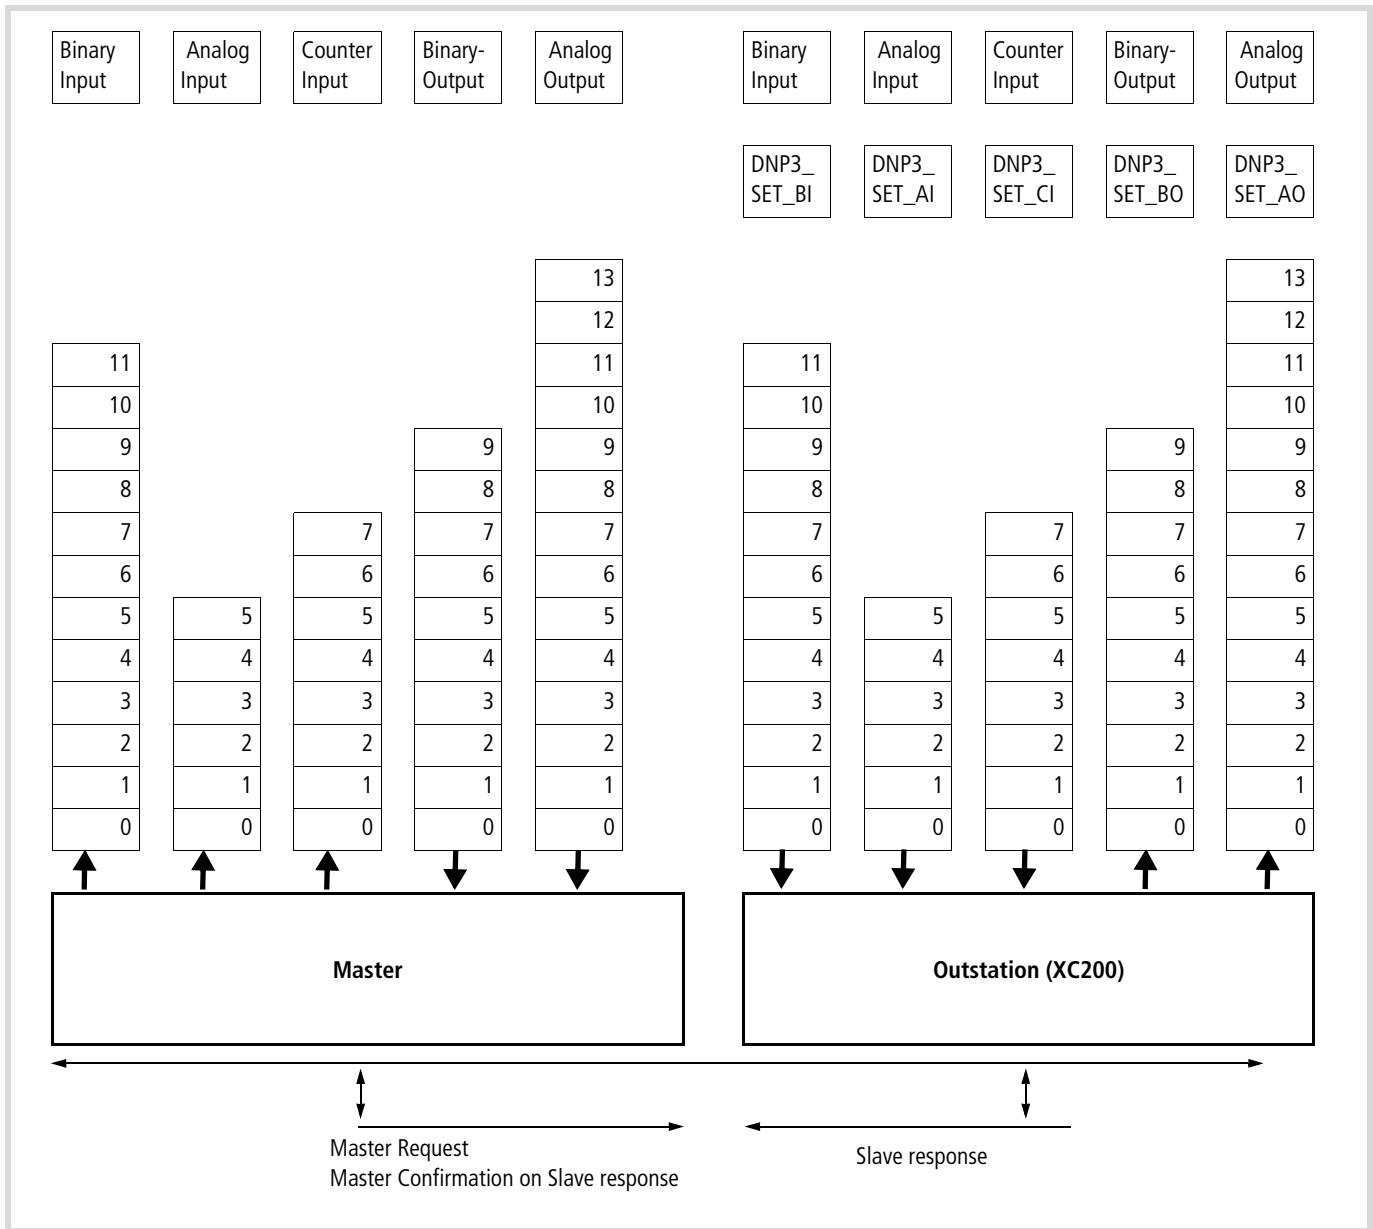 Binary
Input
Analog
Input
Counter
Input
Binary-
Output
Analog
Output
Binary
Input
Analog
Input
Counter
Input
Binary-
Output
Analog
Output
DNP3_
SET_BI
DNP3_
SET_AI
DNP3_
SET_CI
DNP3_
SET_BO
DNP3_
SET_AO
13 13
12 12
11 11 11 11
10 10 10 10
9 9 9 9 9 9
8 8 8 8 8 8
7 7 7 7 7 7 7 7
6 6 6 6 6 6 6 6
5 5 5 5 5 5 5 5 5 5
4 4 4 4 4 4 4 4 4 4
3 3 3 3 3 3 3 3 3 3
2 2 2 2 2 2 2 2 2 2
1 1 1 1 1 1 1 1 1 1
0 0 0 0 0 0 0 0 0 0
Master
Outstation (XC200)
Master Request
Master Confirmation on Slave response
Slave response